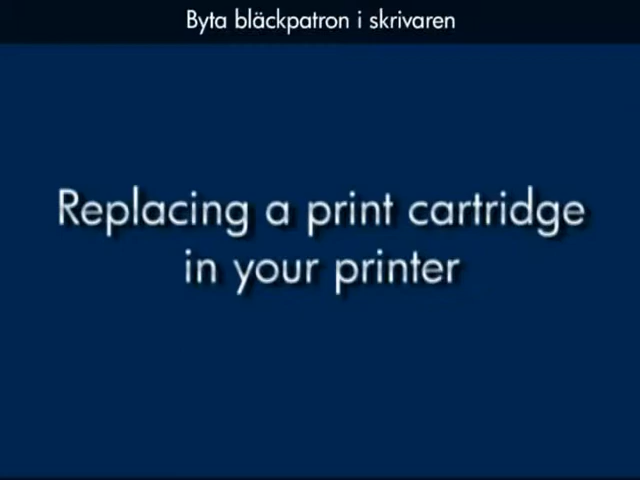 Byta bläckpatron i skrivaren
Replacing a print cartridge
in your printer